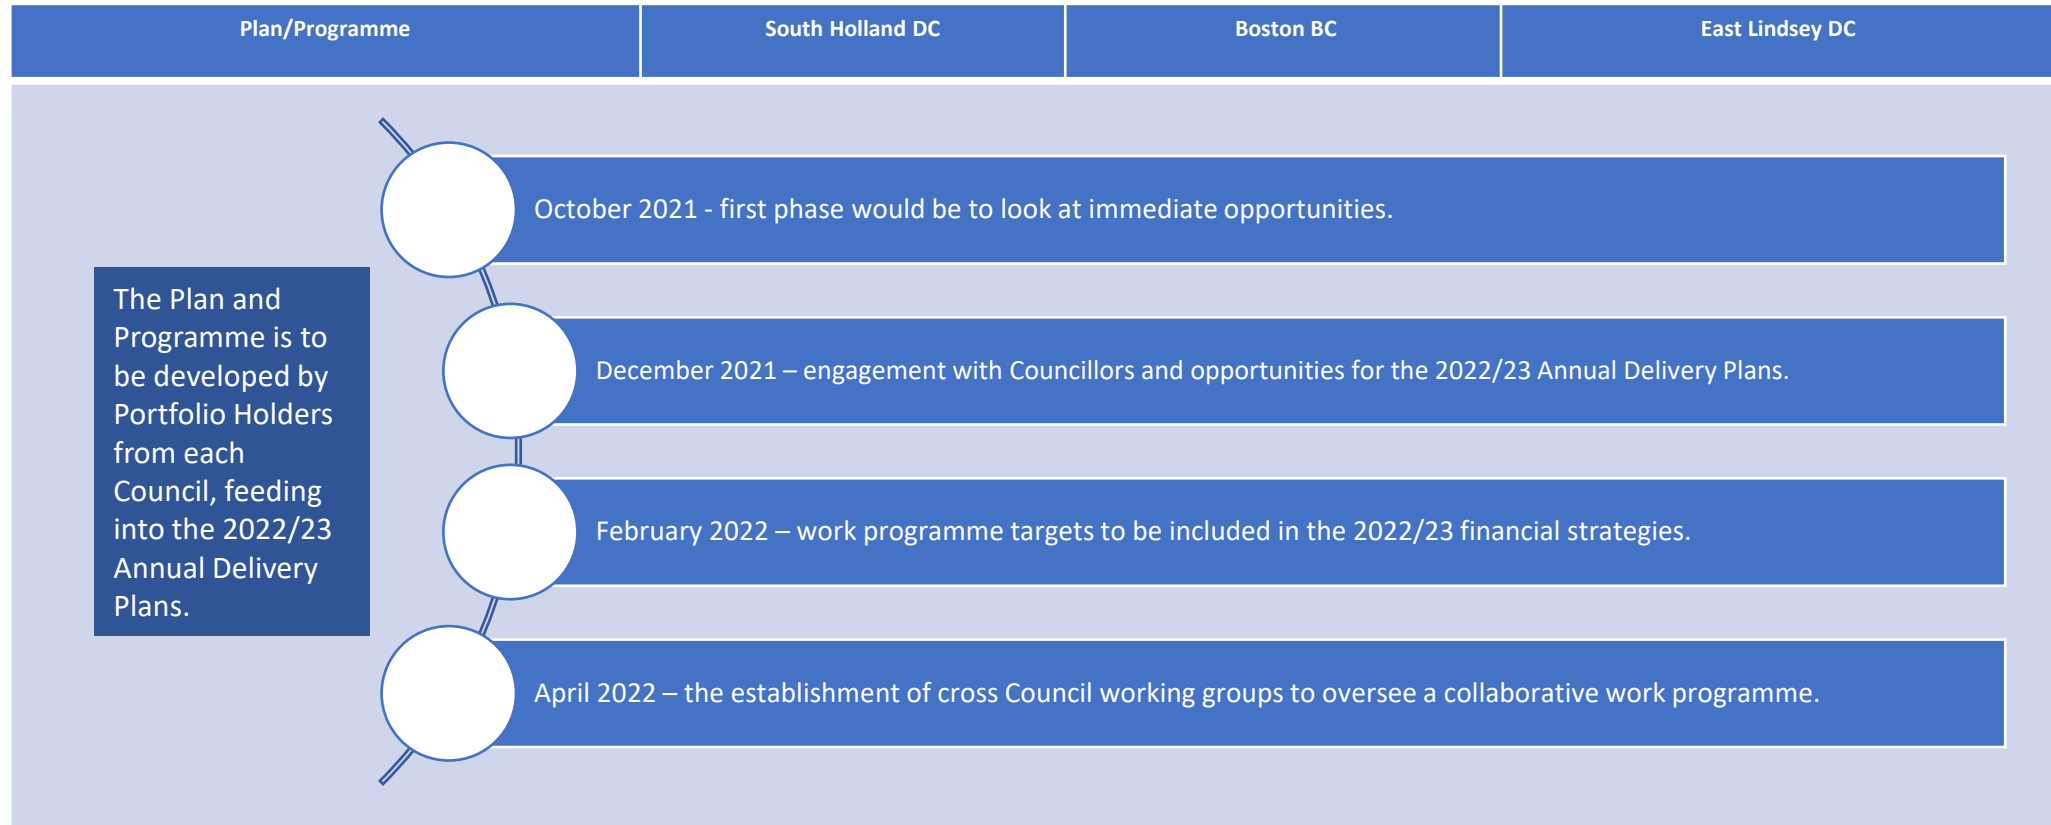 Plan/Programme
South Holland DC
Boston BC
East Lindsey DC
The Plan and
Programme is to
be developed by
Portfolio Holders
from each
Council, feeding
into the 2022/23
Annual Delivery
Plans.
October 2021 - first phase would be to look at immediate opportunities.
December 2021 – engagement with Councillors and opportunities for the 2022/23 Annual Delivery Plans.
February 2022 – work programme targets to be included in the 2022/23 financial strategies.
April 2022 – the establishment of cross Council working groups to oversee a collaborative work programme.